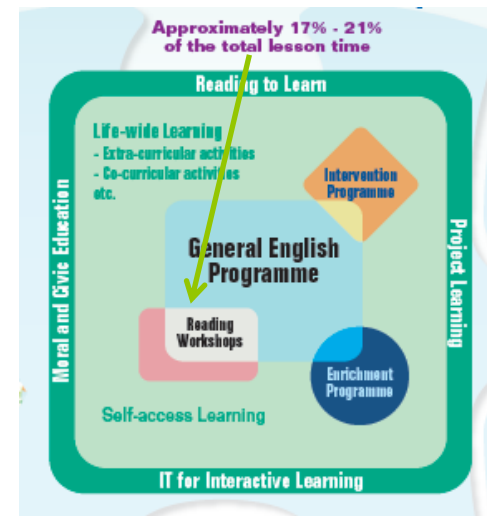 Approximately 17% - 21%
of the total lesson time
Reading to Learn
Life-wide Learning
- Extra-curricular activities
- Co-curricular activities
etc.
Intervention
Programme
Moral and Civic Education
General English
Programme
Project Learning
Reading
Workshops
Enrichment
Programme
Self-access Learning
IT for Interactive Learning